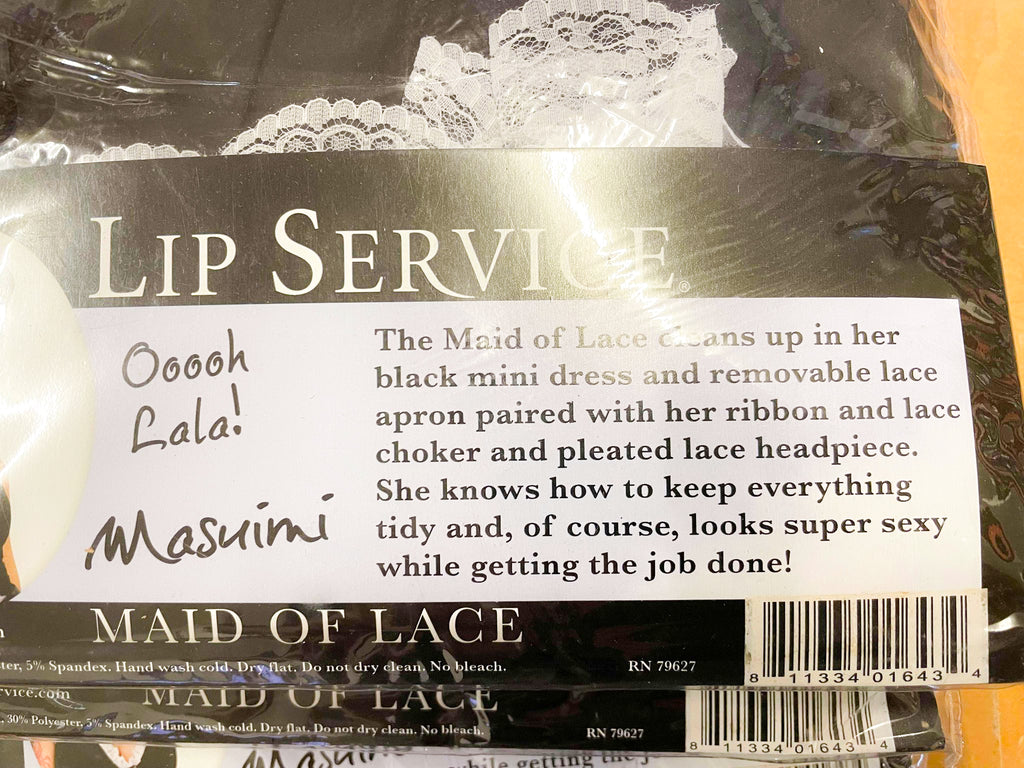 LIP SERVICE®
Ooooh
Lala!
Masuimi
The Maid of Lace cleans up in her
black mini dress and removable lace
apron paired with her ribbon and lace
choker and pleated lace headpiece.
She knows how to keep everything
tidy and, of course, looks super sexy
while getting the job done!
MAID OF LACE
5% Spandex. Hand wash cold. Dry flat. Do not dry clean. No bleach.
RN 79627
8 11334 01643 4
MAID OF LACE
30% Polyester, 5% Spandex. Hand wash cold. Dry flat. Do not dry clean. No bleach.
RN 79627
8 11334 01643 4
Masuimi
while getting the